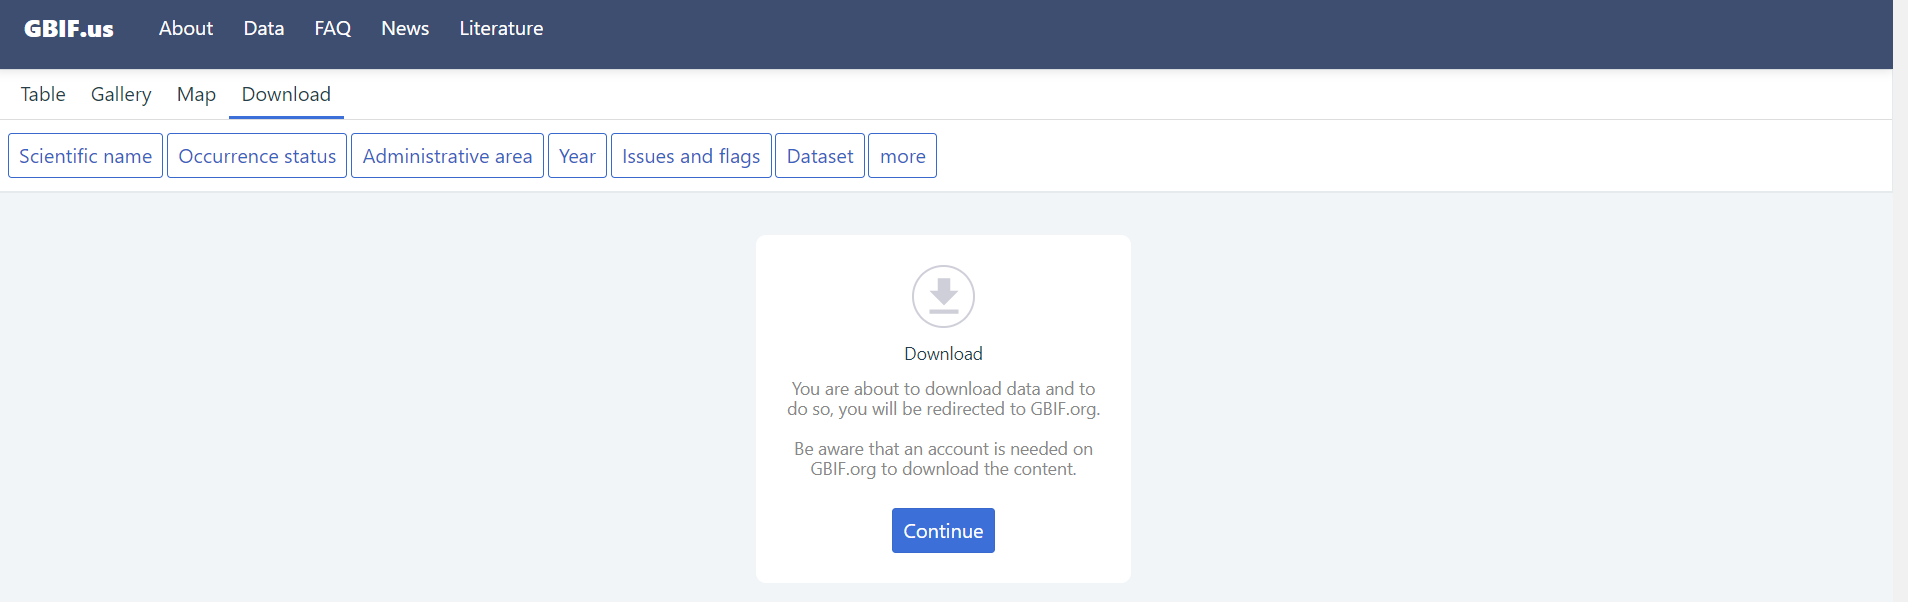 GBIF.us About Data FAQ News Literature
Table Gallery Map Download
Scientific name Occurrence status Administrative area Year Issues and flags Dataset more
Download
You are about to download data and to
do so, you will be redirected to GBIF.org.
Be aware that an account is needed on
GBIF.org to download the content.
Continue